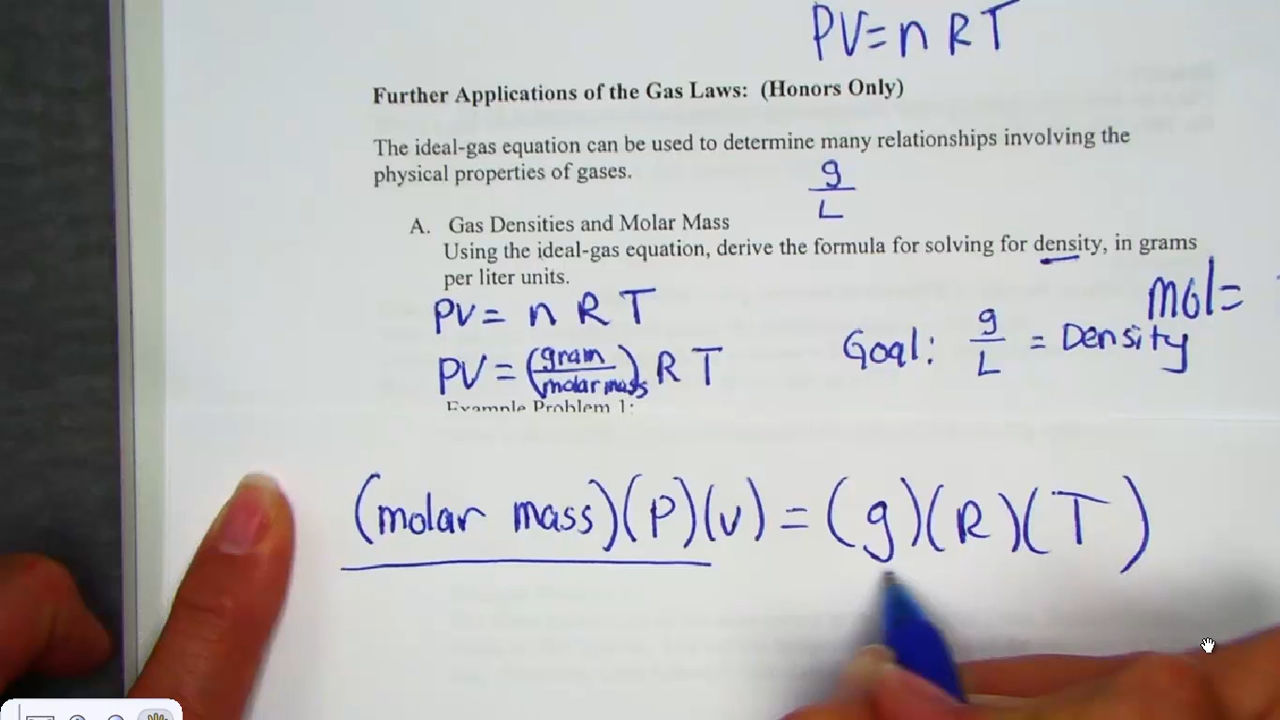 PV=nRT
Further Applications of the Gas Laws: (Honors Only)
The ideal-gas equation can be used to determine many relationships involving the
physical properties of gases.
g
L
A. Gas Densities and Molar Mass
Using the ideal-gas equation, derive the formula for solving for density, in grams
per liter units.
mol=
PV= n R T
Goal: g/L = Density
PV=(gram/molar mass) R T
Example Problem 1:
(molar mass)(P)(V)=(g)(R)(T)